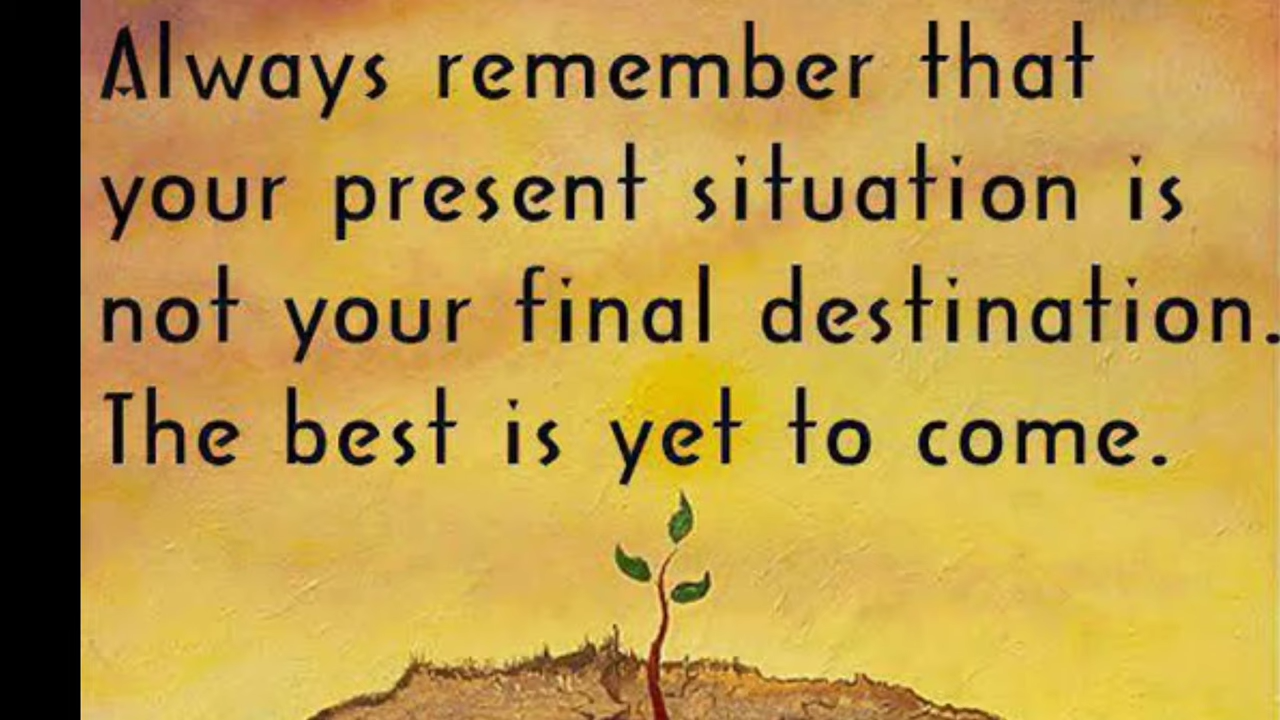 Always remember that
your present situation is
not your final destination.
The best is yet to come.